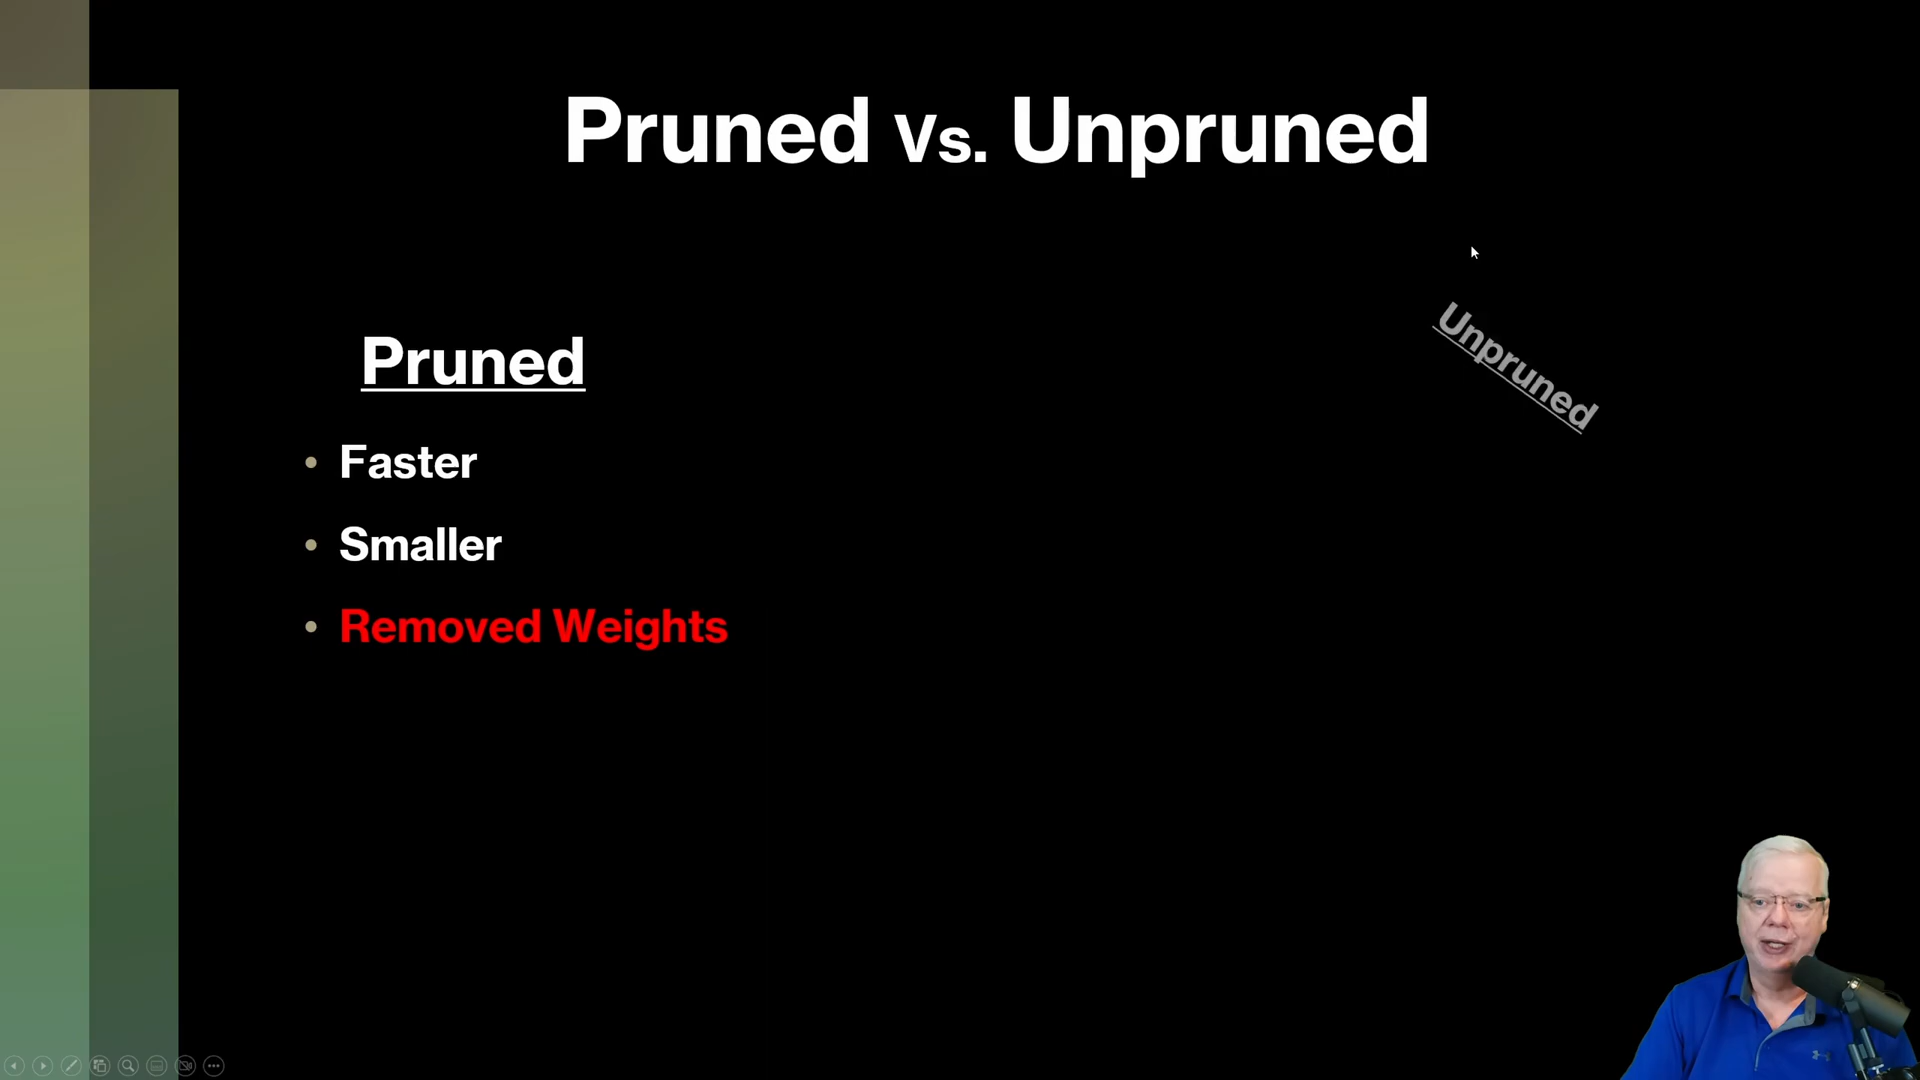 Pruned Vs. Unpruned
Pruned
Unpruned
• Faster
• Smaller
• Removed Weights